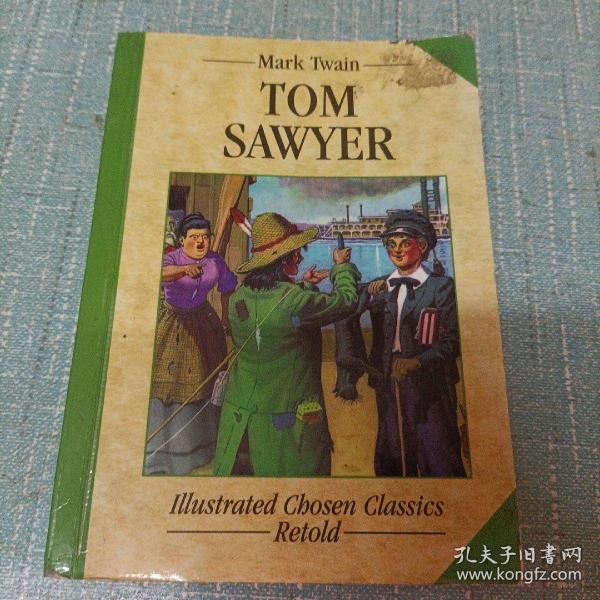 Mark Twain
TOM
SAWYER
Illustrated Chosen Classics
Retold
孔夫子旧书网
www.kongfz.com